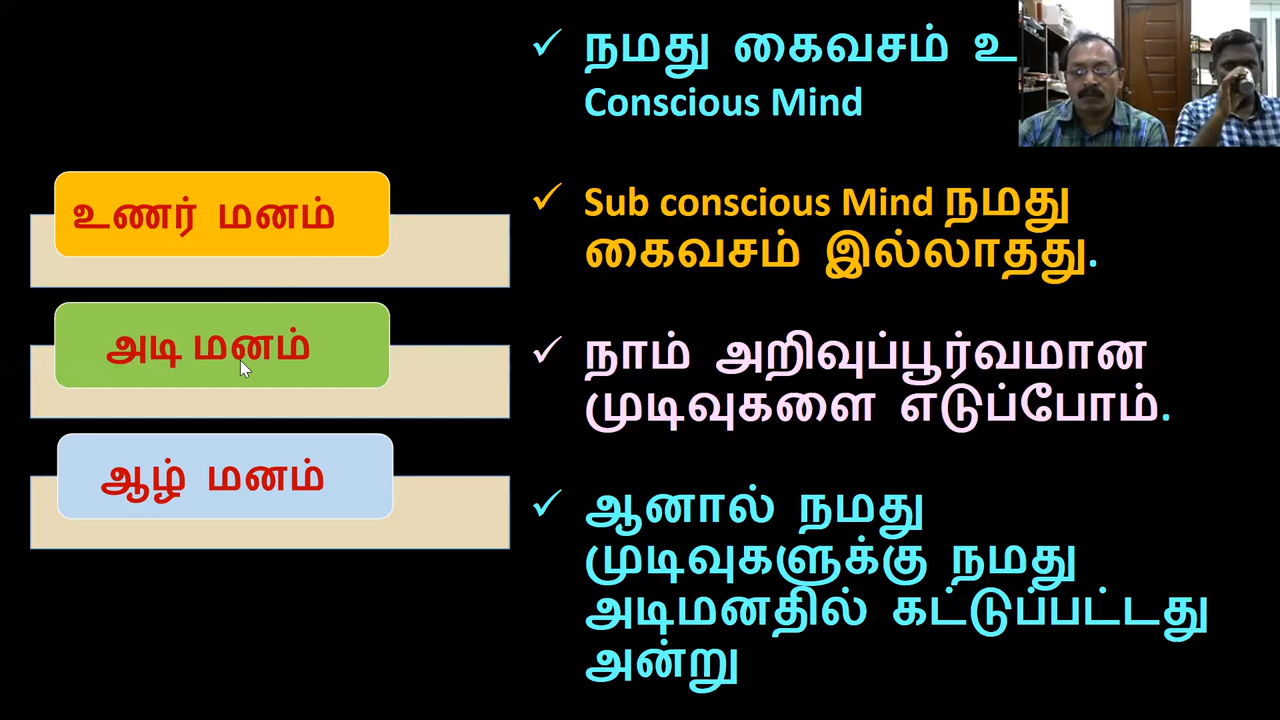 உணர் மனம்
அடி மனம்
ஆழ் மனம்
நமது கைவசம்
Conscious Mind
Sub conscious Mind நமது
கைவசம் இல்லாதது.
நாம் அறிவுப்பூர்வமான
முடிவுகளை எடுப்போம்.
ஆனால் நமது
முடிவுகளுக்கு நமது
அடிமனதில் கட்டுப்பட்டது
அன்று